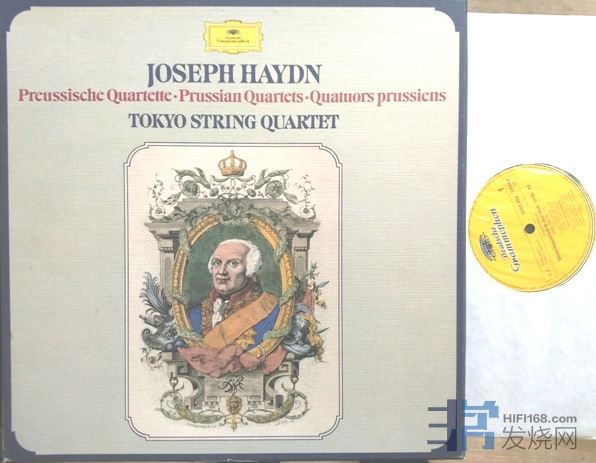 Deutsche
Grammophon
JOSEPH HAYDN
Preussische Quartette · Prussian Quartets · Quatuors prussiens
TOKYO STRING QUARTET
Deutsche
Grammophon
HIFI168.com
发烧网